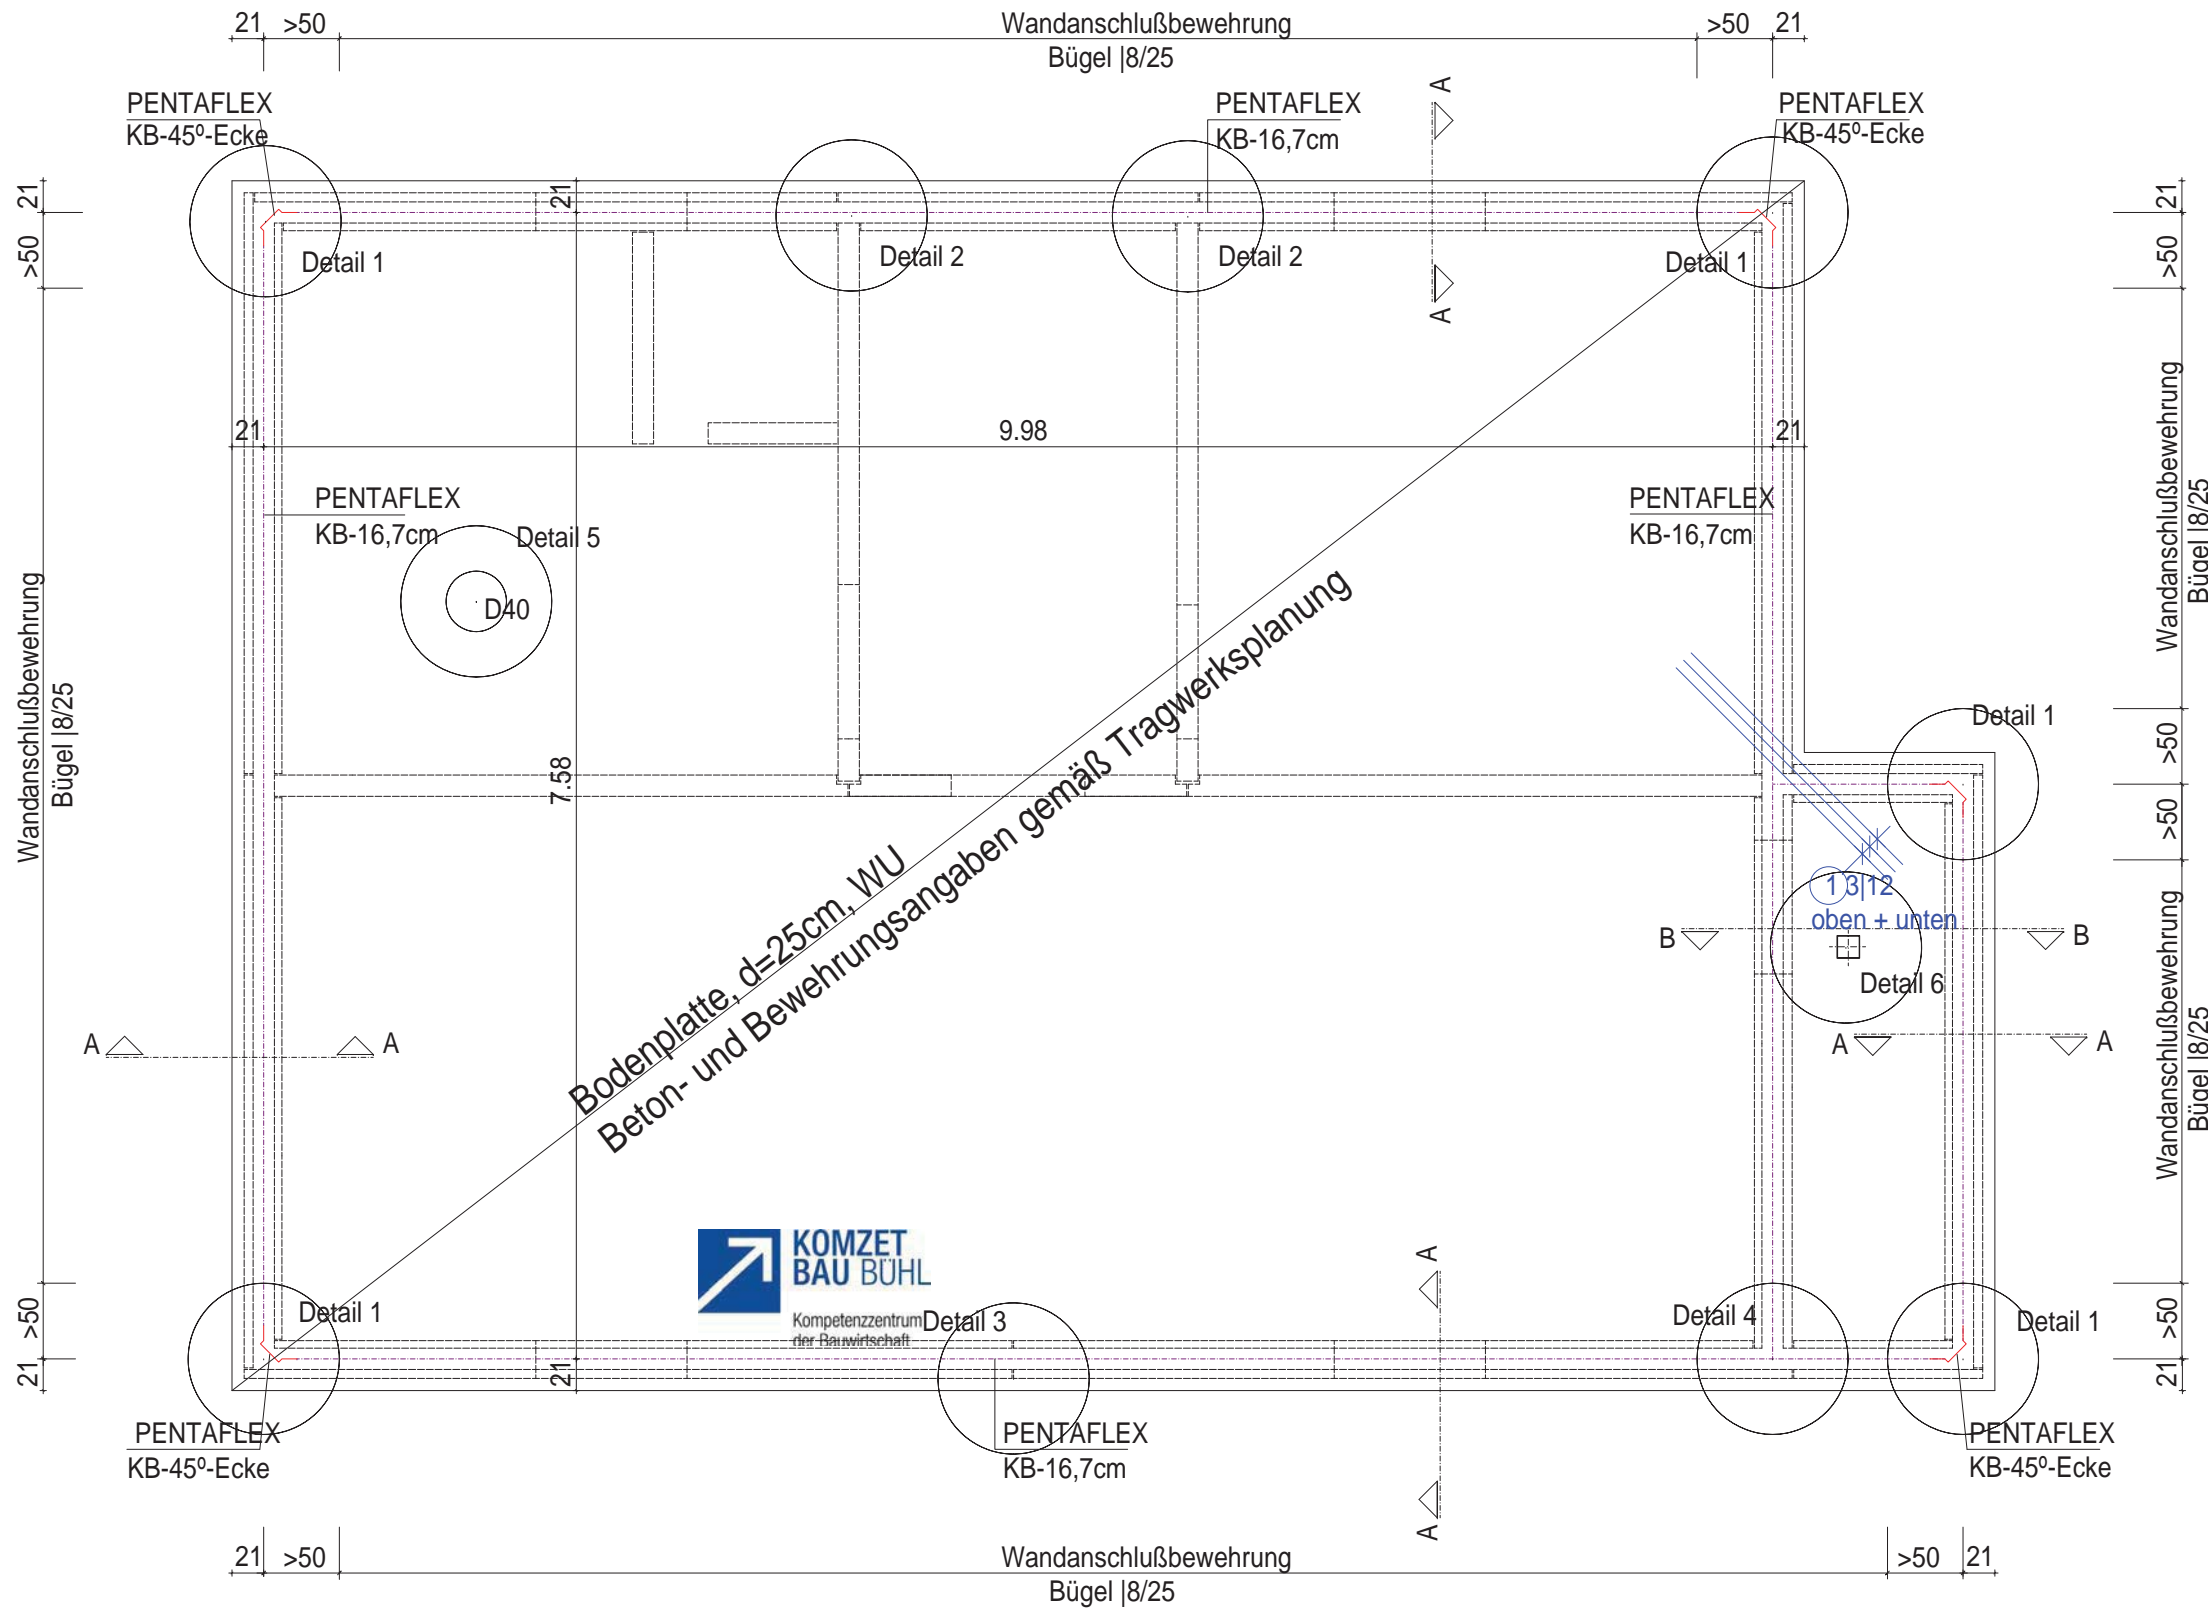 21 >50 Wandanschlußbewehrung >50 21
Bügel |8/25
PENTAFLEX
KB-45º-Ecke
PENTAFLEX
KB-16,7cm
A
PENTAFLEX
KB-45º-Ecke
21
>50
21
21
>50
Detail 1
Detail 2
Detail 2
Detail 1
A
21
9.98
21
PENTAFLEX
KB-16,7cm
Detail 5
D40
PENTAFLEX
KB-16,7cm
Wandanschlußbewehrung
Bügel |8/25
Wandanschlußbewehrung
Bügel |8/25
7.58
Detail 1
>50
>50
Bodenplatte, d=25cm, WU
Beton- und Bewehrungsangaben gemäß Tragwerksplanung
1 3|12
oben + unten
B
B
Detail 6
A
A
A
A
Wandanschlußbewehrung
Bügel |8/25
KOMZET
BAU BÜHL
Kompetenzzentrum
der Bauwirtschaft
A
>50
21
Detail 1
21
Detail 3
Detail 4
Detail 1
>50
21
PENTAFLEX
KB-45º-Ecke
PENTAFLEX
KB-16,7cm
PENTAFLEX
KB-45º-Ecke
A
21 >50 Wandanschlußbewehrung >50 21
Bügel |8/25